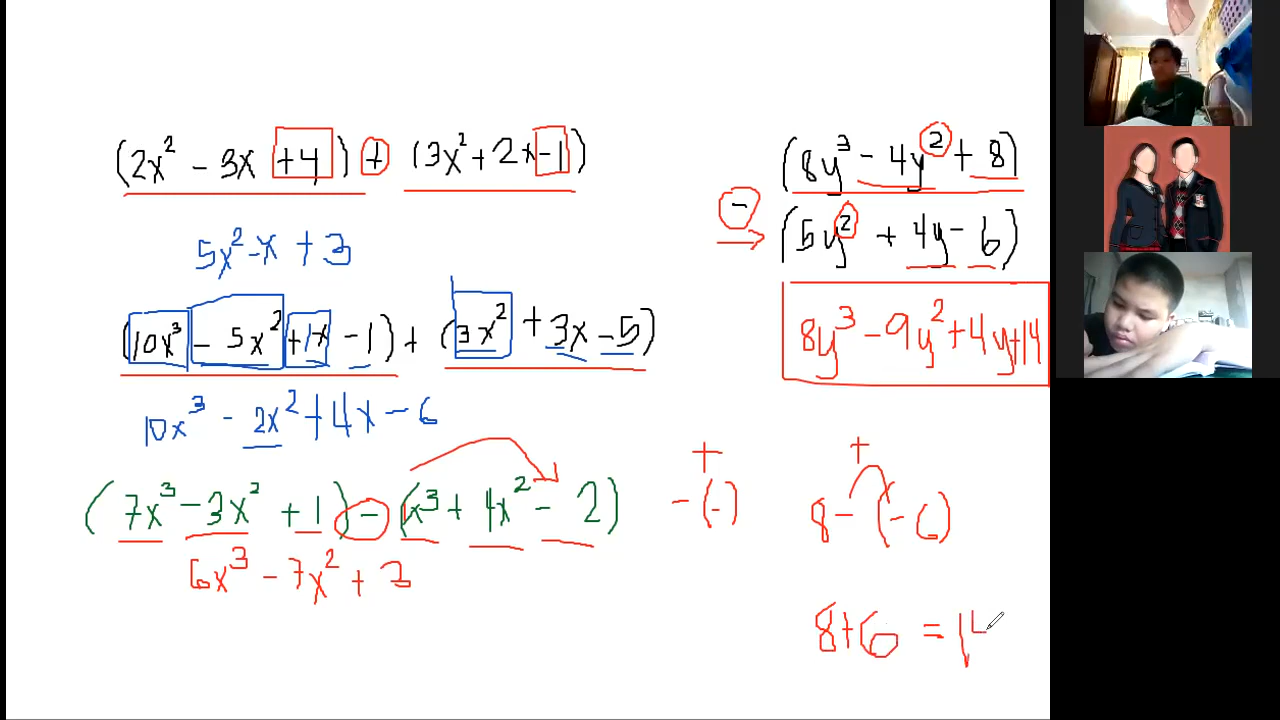 (2x² - 3x +4) + (3x² + 2x -1)
5x² - x + 3
(10x³ - 5x² + 1x - 1) + (3x² + 3x - 5)
10x³ - 2x² + 4x - 6
(7x³ - 3x² + 1) - (1x³ + 4x² - 2)
6x³ - 7x² + 3
(8y³ - 4y² + 8)
-
(5y² + 4y - 6)
8y³ - 9y² + 4y + 14
+
- (-)
+
8 - (- 6)
8 + 6 = 14